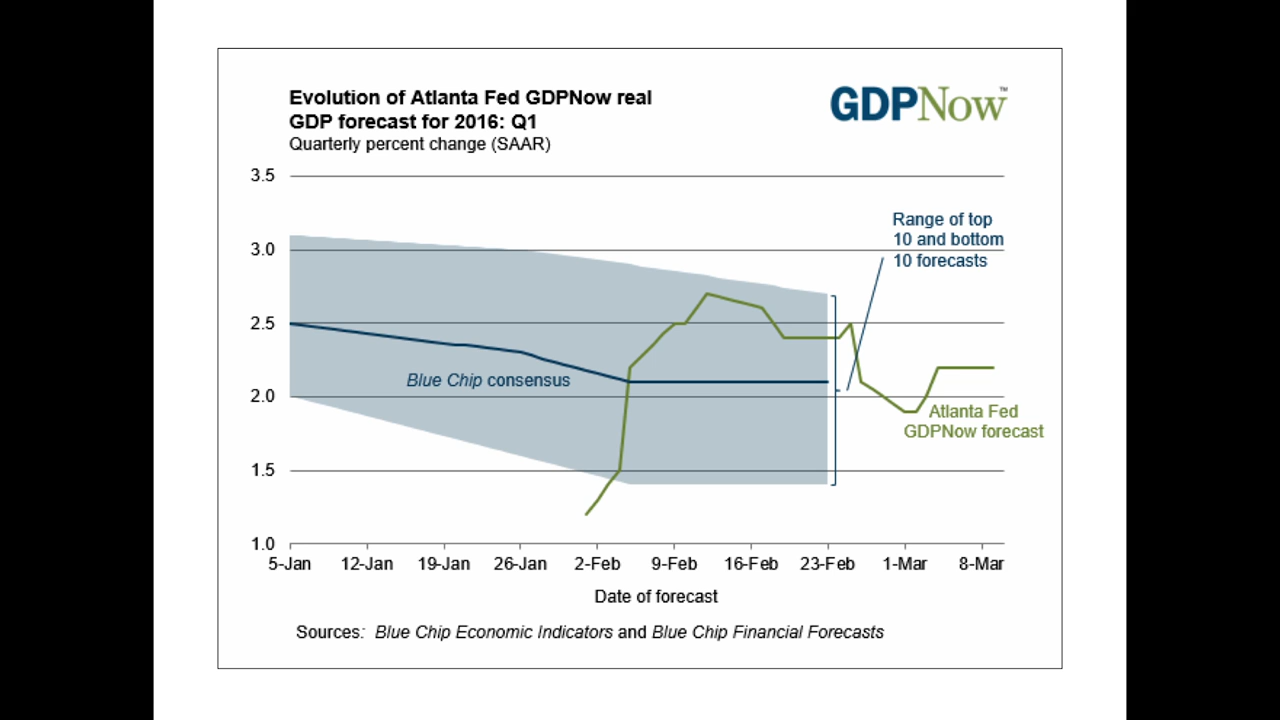 Evolution of Atlanta Fed GDPNow real
GDP forecast for 2016: Q1
Quarterly percent change (SAAR)
GDPNow™
3.5
3.0
2.5
2.0
1.5
1.0
Range of top
10 and bottom
10 forecasts
Blue Chip consensus
Atlanta Fed
GDPNow forecast
5-Jan 12-Jan 19-Jan 26-Jan 2-Feb 9-Feb 16-Feb 23-Feb 1-Mar 8-Mar
Date of forecast
Sources: Blue Chip Economic Indicators and Blue Chip Financial Forecasts